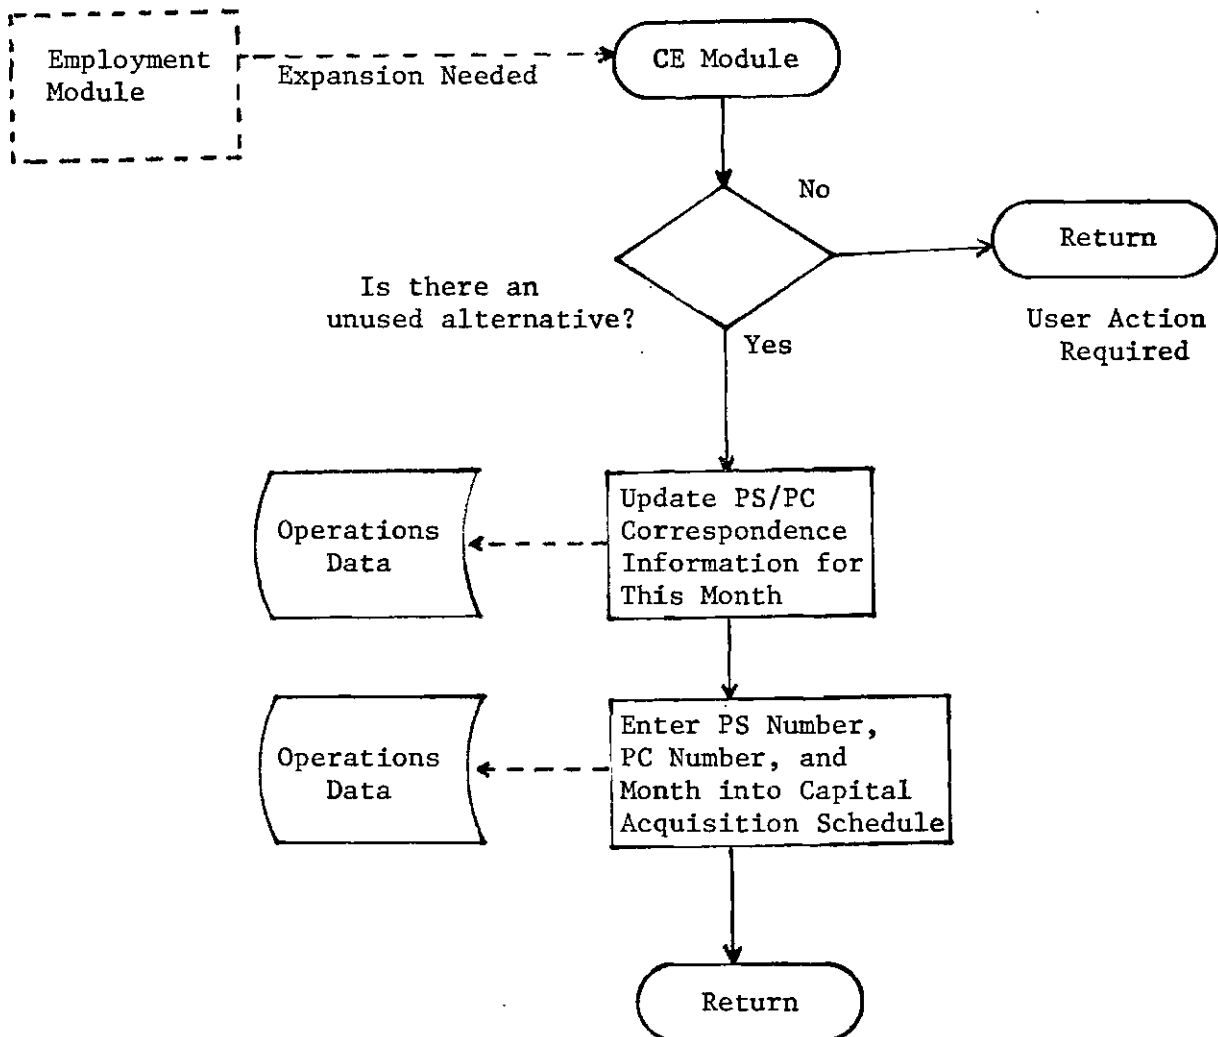 Employment
Module
Expansion Needed
CE Module
No
Return
Is there an
unused alternative?
User Action
Required
Yes
Operations
Data
Update PS/PC
Correspondence
Information for
This Month
Operations
Data
Enter PS Number,
PC Number, and
Month into Capital
Acquisition Schedule
Return